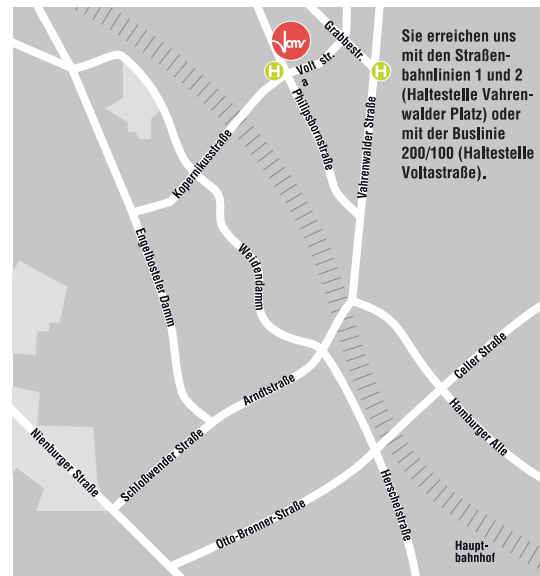 Sie erreichen uns
mit den Straßen-
bahnlinien 1 und 2
(Haltestelle Vahren-
walder Platz) oder
mit der Buslinie
200/100 (Haltestelle
Voltastraße).
Grabbestr.
H
Volta str.
H
Philipsbornstraße
Vahrenwalder Straße
Kopernikusstraße
Engelbosteler
Damm
Weidendamm
Arndtstraße
Celler Straße
Hamburger Alle
Nienburger Straße
Schloßwender Straße
Otto-Brenner-Straße
Herschelstraße
Haupt-
bahnhof